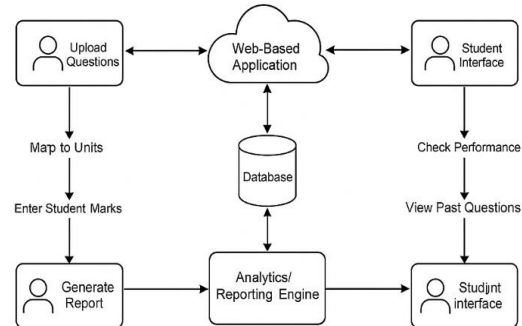 Upload
Questions
Web-Based
Application
Student
Interface
Map to Units
Check Performance
Database
Enter Student Marks
View Past Questions
Generate
Report
Analytics/
Reporting Engine
Studjnt
interface